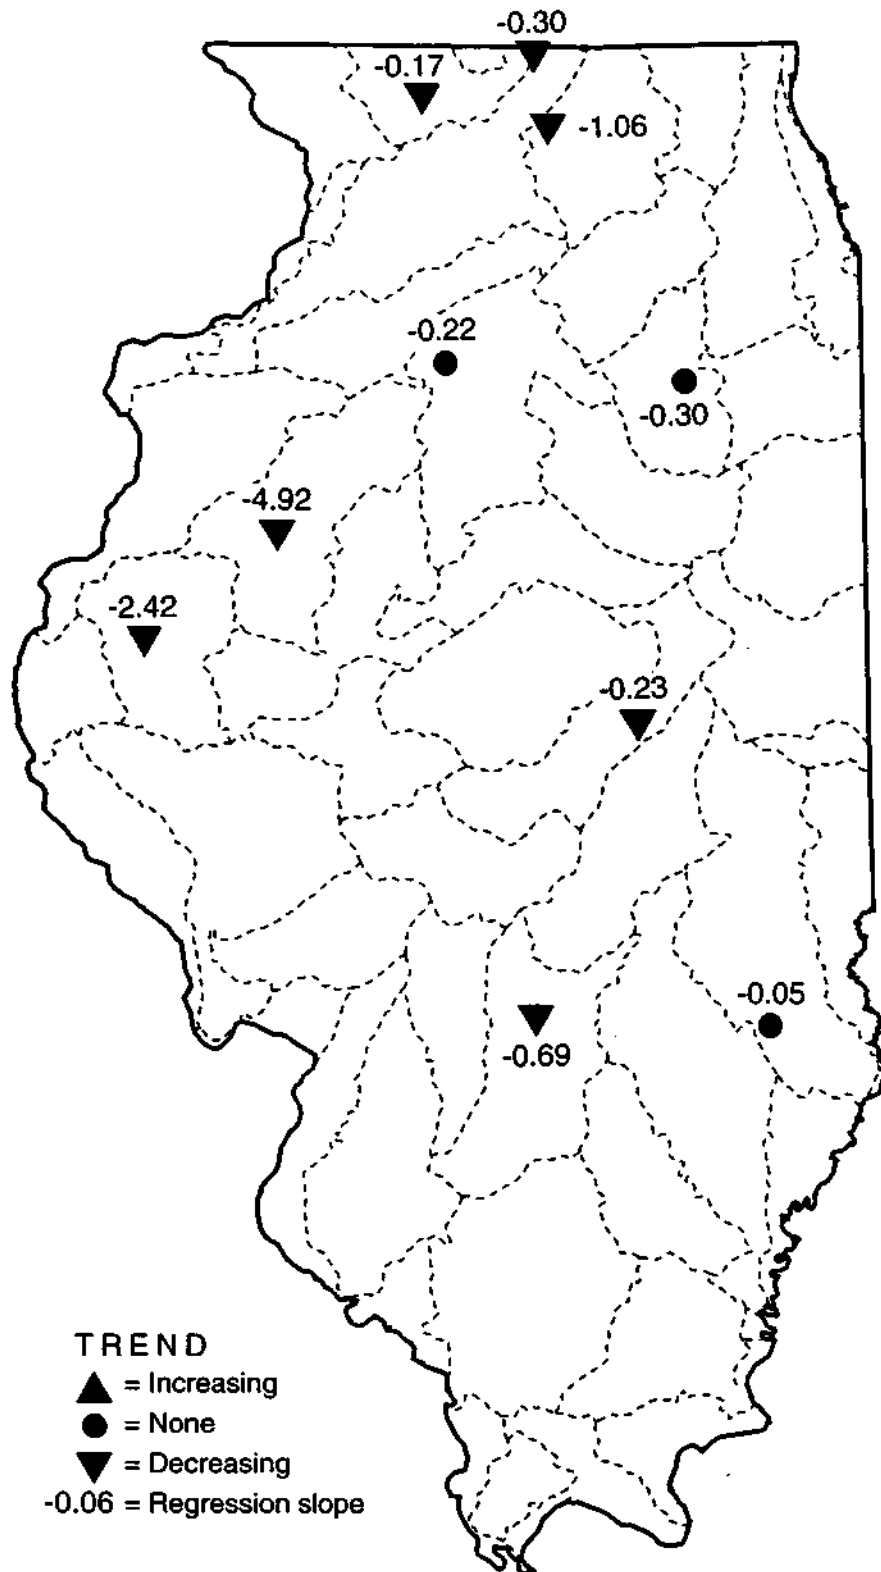 -0.30
-0.17
-1.06
-0.22
-0.30
-4.92
-2.42
-0.23
-0.05
-0.69
TREND
= Increasing
= None
= Decreasing
-0.06 = Regression slope